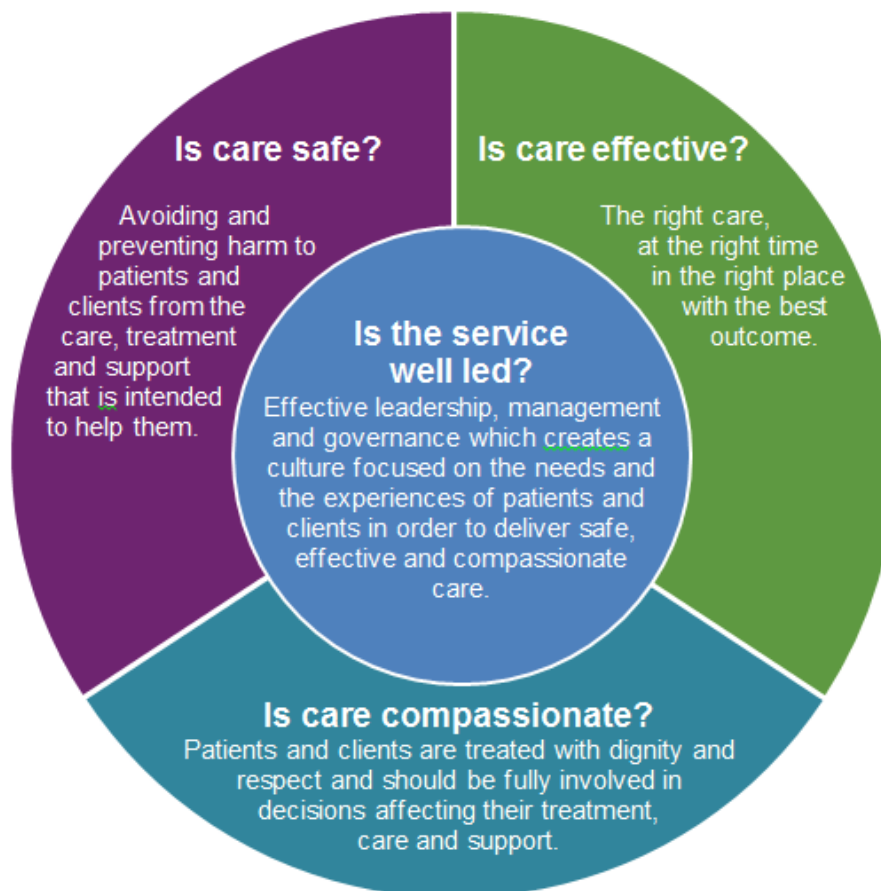 Is care safe?
Avoiding and
preventing harm to
patients and
clients from the
care, treatment
and support
that is intended
to help them.
Is care effective?
The right care,
at the right time
in the right place
with the best
outcome.
Is the service
well led?
Effective leadership, management
and governance which creates a
culture focused on the needs and
the experiences of patients and
clients in order to deliver safe,
effective and compassionate
care.
Is care compassionate?
Patients and clients are treated with dignity and
respect and should be fully involved in
decisions affecting their treatment,
care and support.